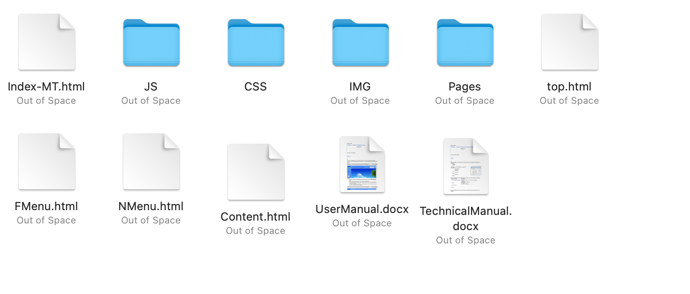 Index-MT.html
Out of Space
JS
Out of Space
CSS
IMG
Out of Space
Pages
Out of Space
top.html
Out of Space
FMenu.html
Out of Space
NMenu.html
Out of Space
Content.html
Out of Space
UserManual.docx
Out of Space
TechnicalManual.
docx
Out of Space